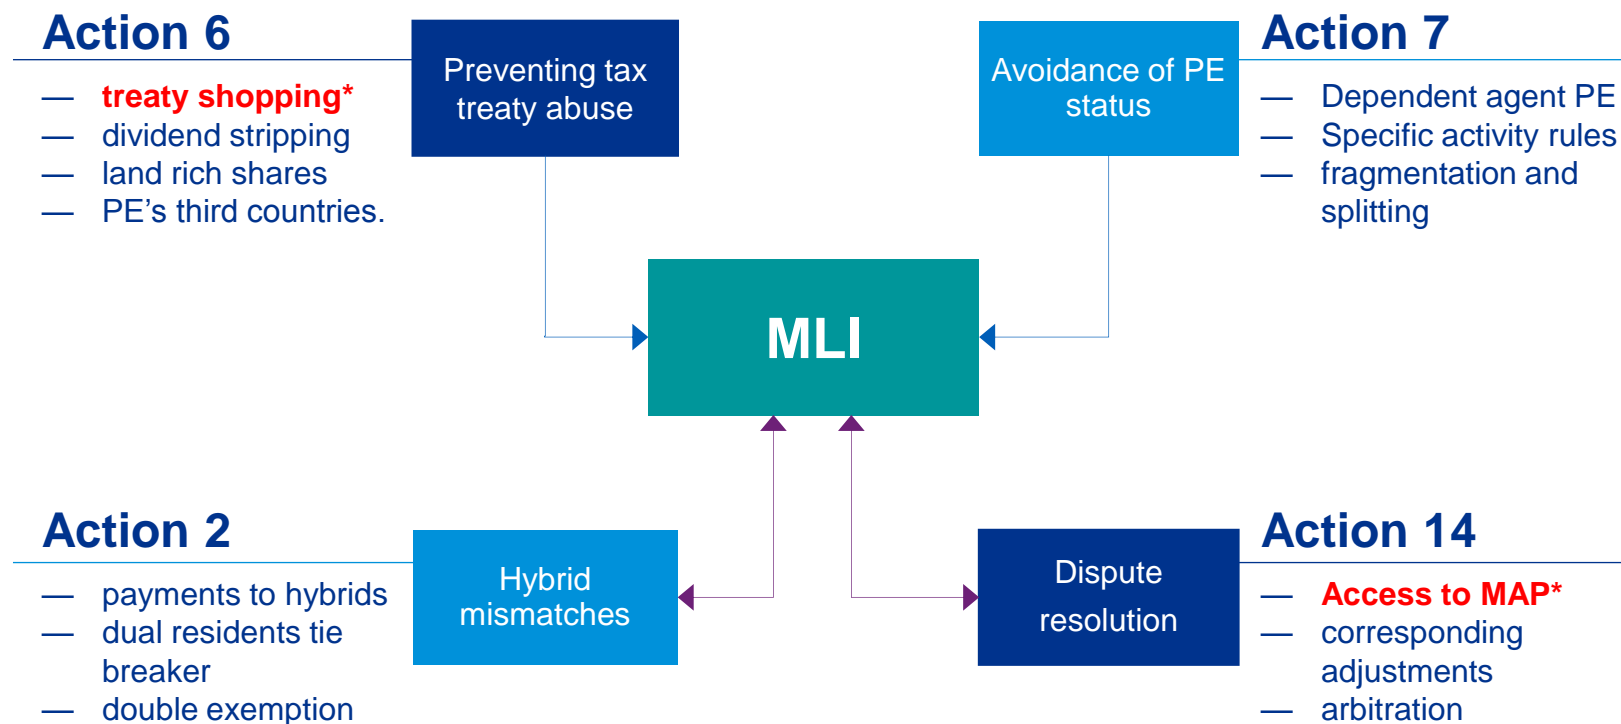 Action 6
— treaty shopping*
— dividend stripping
— land rich shares
— PE’s third countries.
Preventing tax
treaty abuse
Avoidance of PE
status
Action 7
— Dependent agent PE
— Specific activity rules
— fragmentation and
splitting
MLI
Action 2
— payments to hybrids
— dual residents tie
breaker
— double exemption
Hybrid
mismatches
Dispute
resolution
Action 14
— Access to MAP*
— corresponding
adjustments
— arbitration